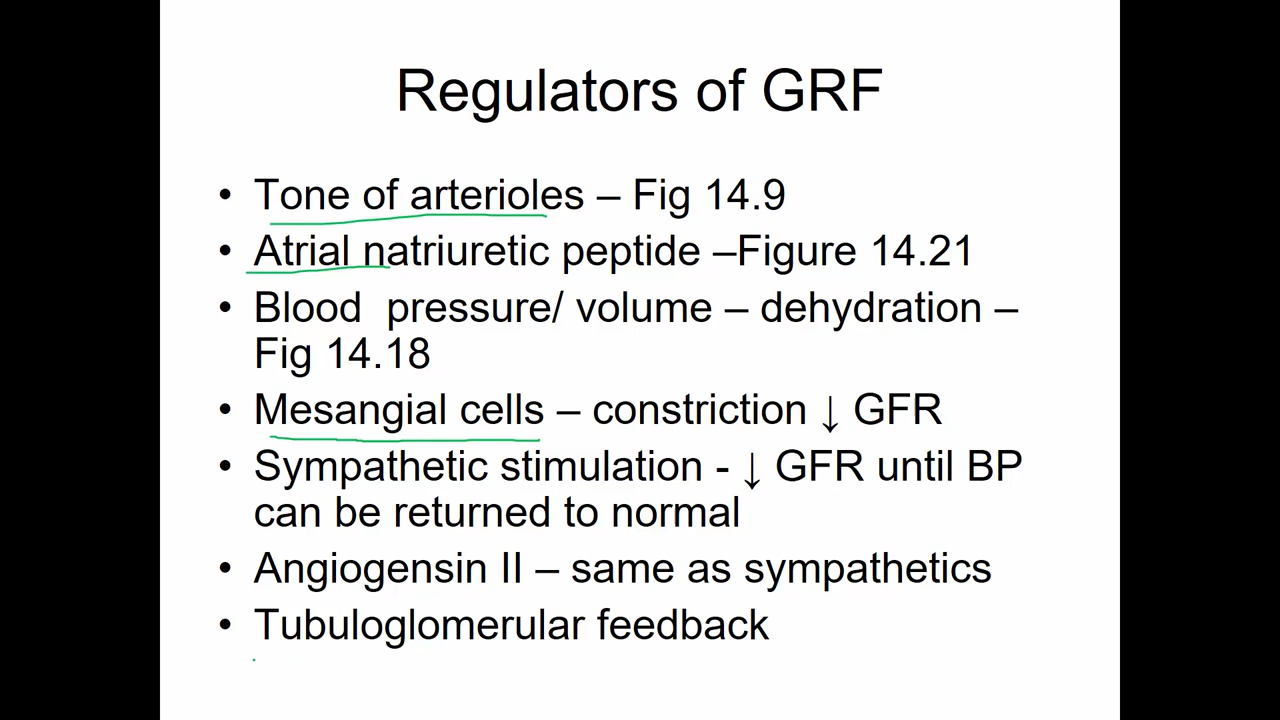 Regulators of GRF
• Tone of arterioles – Fig 14.9
• Atrial natriuretic peptide –Figure 14.21
• Blood  pressure/ volume – dehydration –
Fig 14.18
• Mesangial cells – constriction ↓ GFR
• Sympathetic stimulation - ↓ GFR until BP
can be returned to normal
• Angiogensin II – same as sympathetics
• Tubuloglomerular feedback